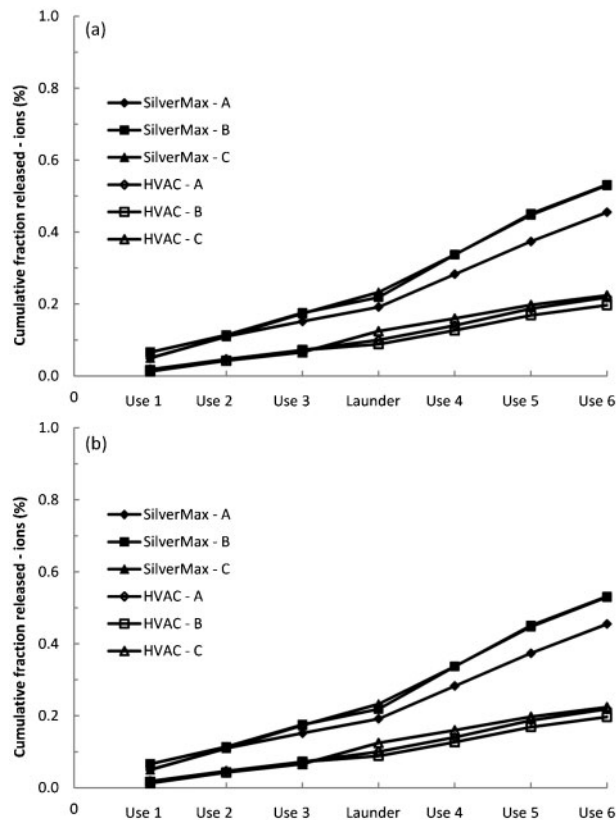 (a)
Cumulative fraction released - ions (%)
1.0
0.8
0.6
0.4
0.2
0.0
SilverMax - A
SilverMax - B
SilverMax - C
HVAC - A
HVAC - B
HVAC - C
0 Use 1 Use 2 Use 3 Launder Use 4 Use 5 Use 6
(b)
Cumulative fraction released - ions (%)
1.0
0.8
0.6
0.4
0.2
0.0
SilverMax - A
SilverMax - B
SilverMax - C
HVAC - A
HVAC - B
HVAC - C
0 Use 1 Use 2 Use 3 Launder Use 4 Use 5 Use 6